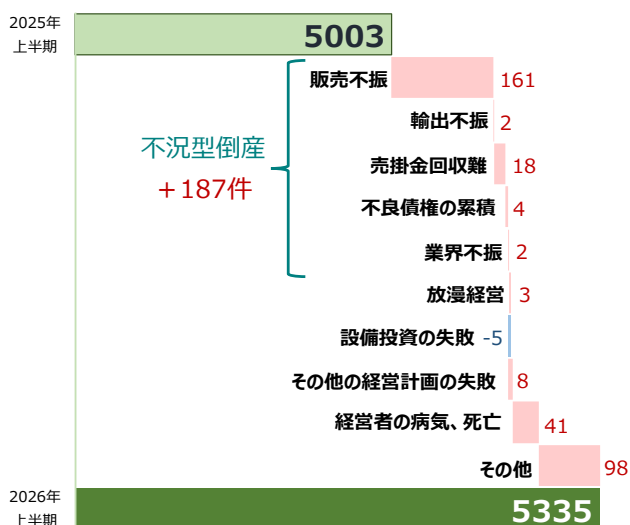 2025年
上半期
5003
販売不振 161
輸出不振 2
不況型倒産
＋187件
売掛金回収難 18
不良債権の累積 4
業界不振 2
放漫経営 3
設備投資の失敗 -5
その他の経営計画の失敗 8
経営者の病気、死亡 41
その他 98
2026年
上半期
5335